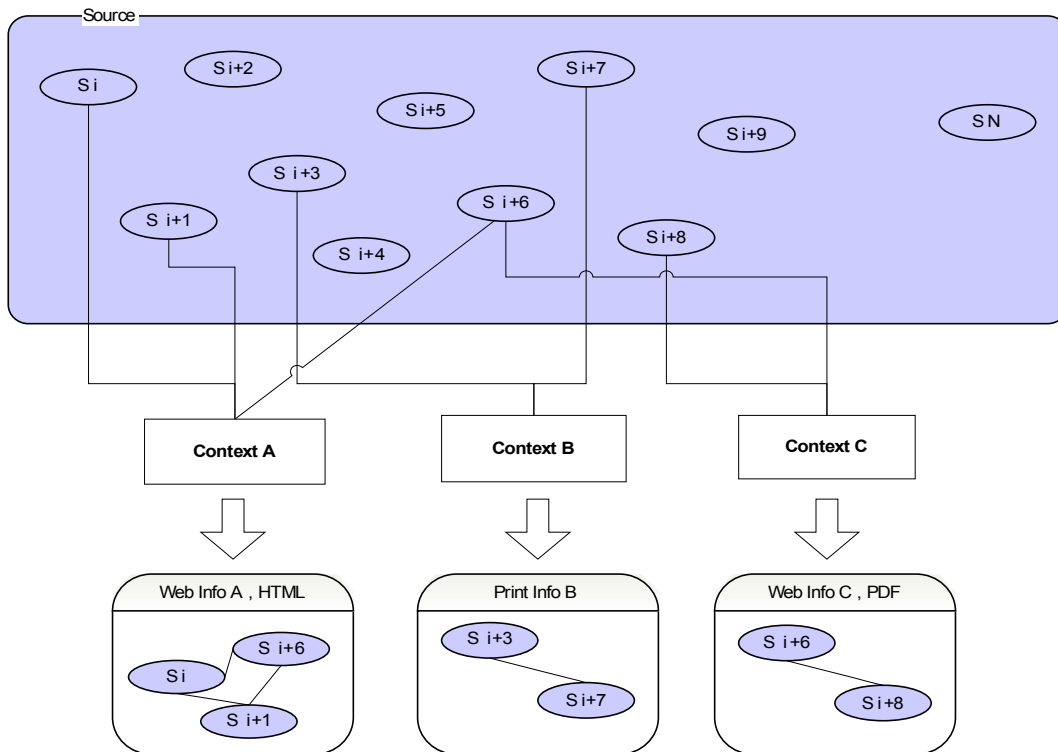 Source
S i+2
S i+7
S i
S i+5
S N
S i+9
S i+3
S i+6
S i+1
S i+8
S i+4
Context A
Context B
Context C
Web Info A , HTML
Print Info B
Web Info C , PDF
S i+3
S i+6
S i+6
S i
S i+7
S i+8
S i+1